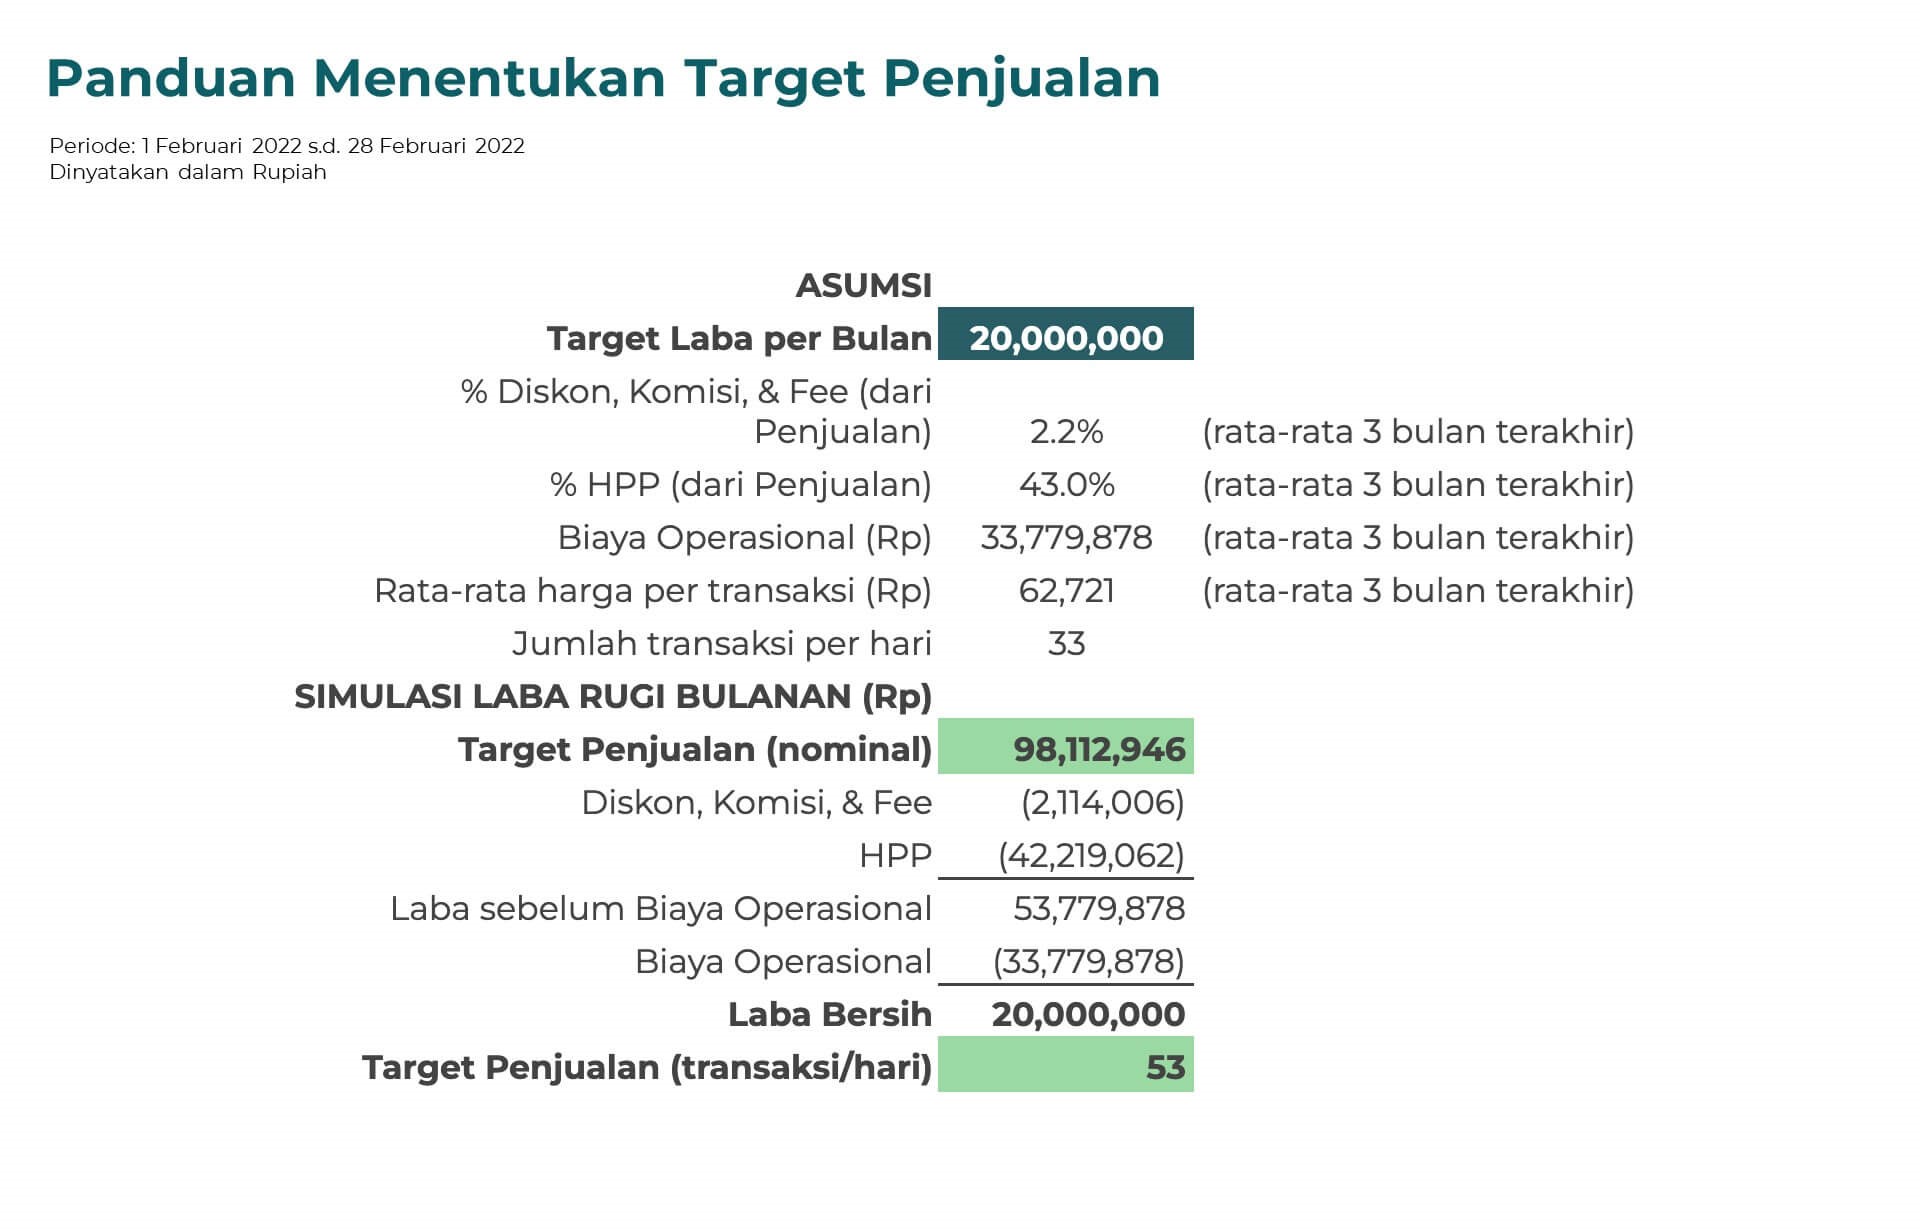 Panduan Menentukan Target Penjualan
Periode: 1 Februari 2022 s.d. 28 Februari 2022
Dinyatakan dalam Rupiah
ASUMSI
Target Laba per Bulan 20,000,000
% Diskon, Komisi, & Fee (dari
Penjualan) 2.2% (rata-rata 3 bulan terakhir)
% HPP (dari Penjualan) 43.0% (rata-rata 3 bulan terakhir)
Biaya Operasional (Rp) 33,779,878 (rata-rata 3 bulan terakhir)
Rata-rata harga per transaksi (Rp) 62,721 (rata-rata 3 bulan terakhir)
Jumlah transaksi per hari 33
SIMULASI LABA RUGI BULANAN (Rp)
Target Penjualan (nominal) 98,112,946
Diskon, Komisi, & Fee (2,114,006)
HPP (42,219,062)
Laba sebelum Biaya Operasional 53,779,878
Biaya Operasional (33,779,878)
Laba Bersih 20,000,000
Target Penjualan (transaksi/hari) 53